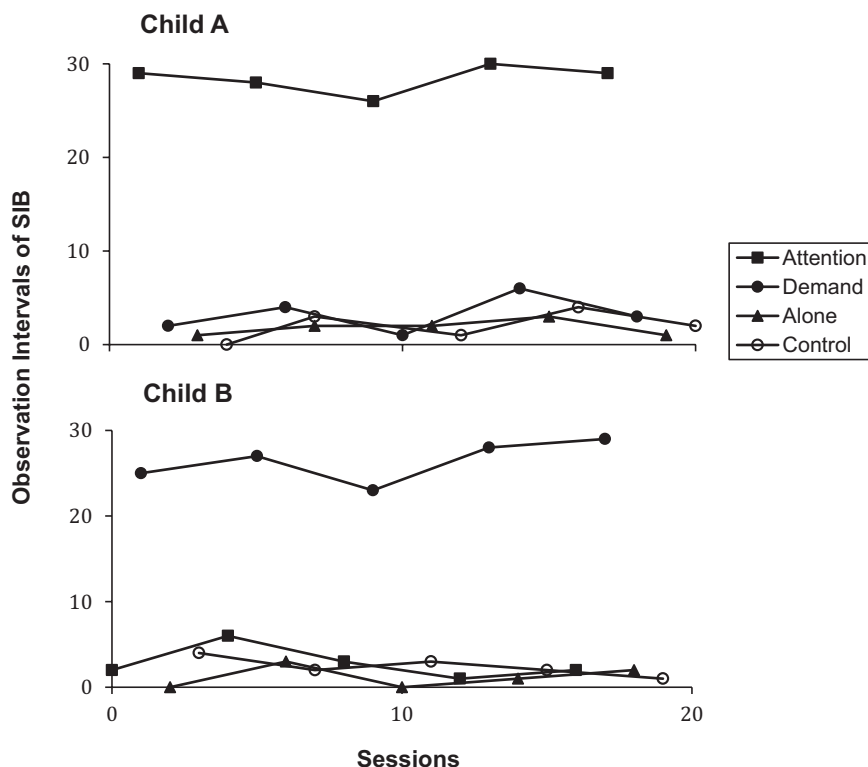 Child A
30
20
10
0
Observation Intervals of SIB
Attention
Demand
Alone
Control
Child B
30
20
10
0
0
10
20
Sessions